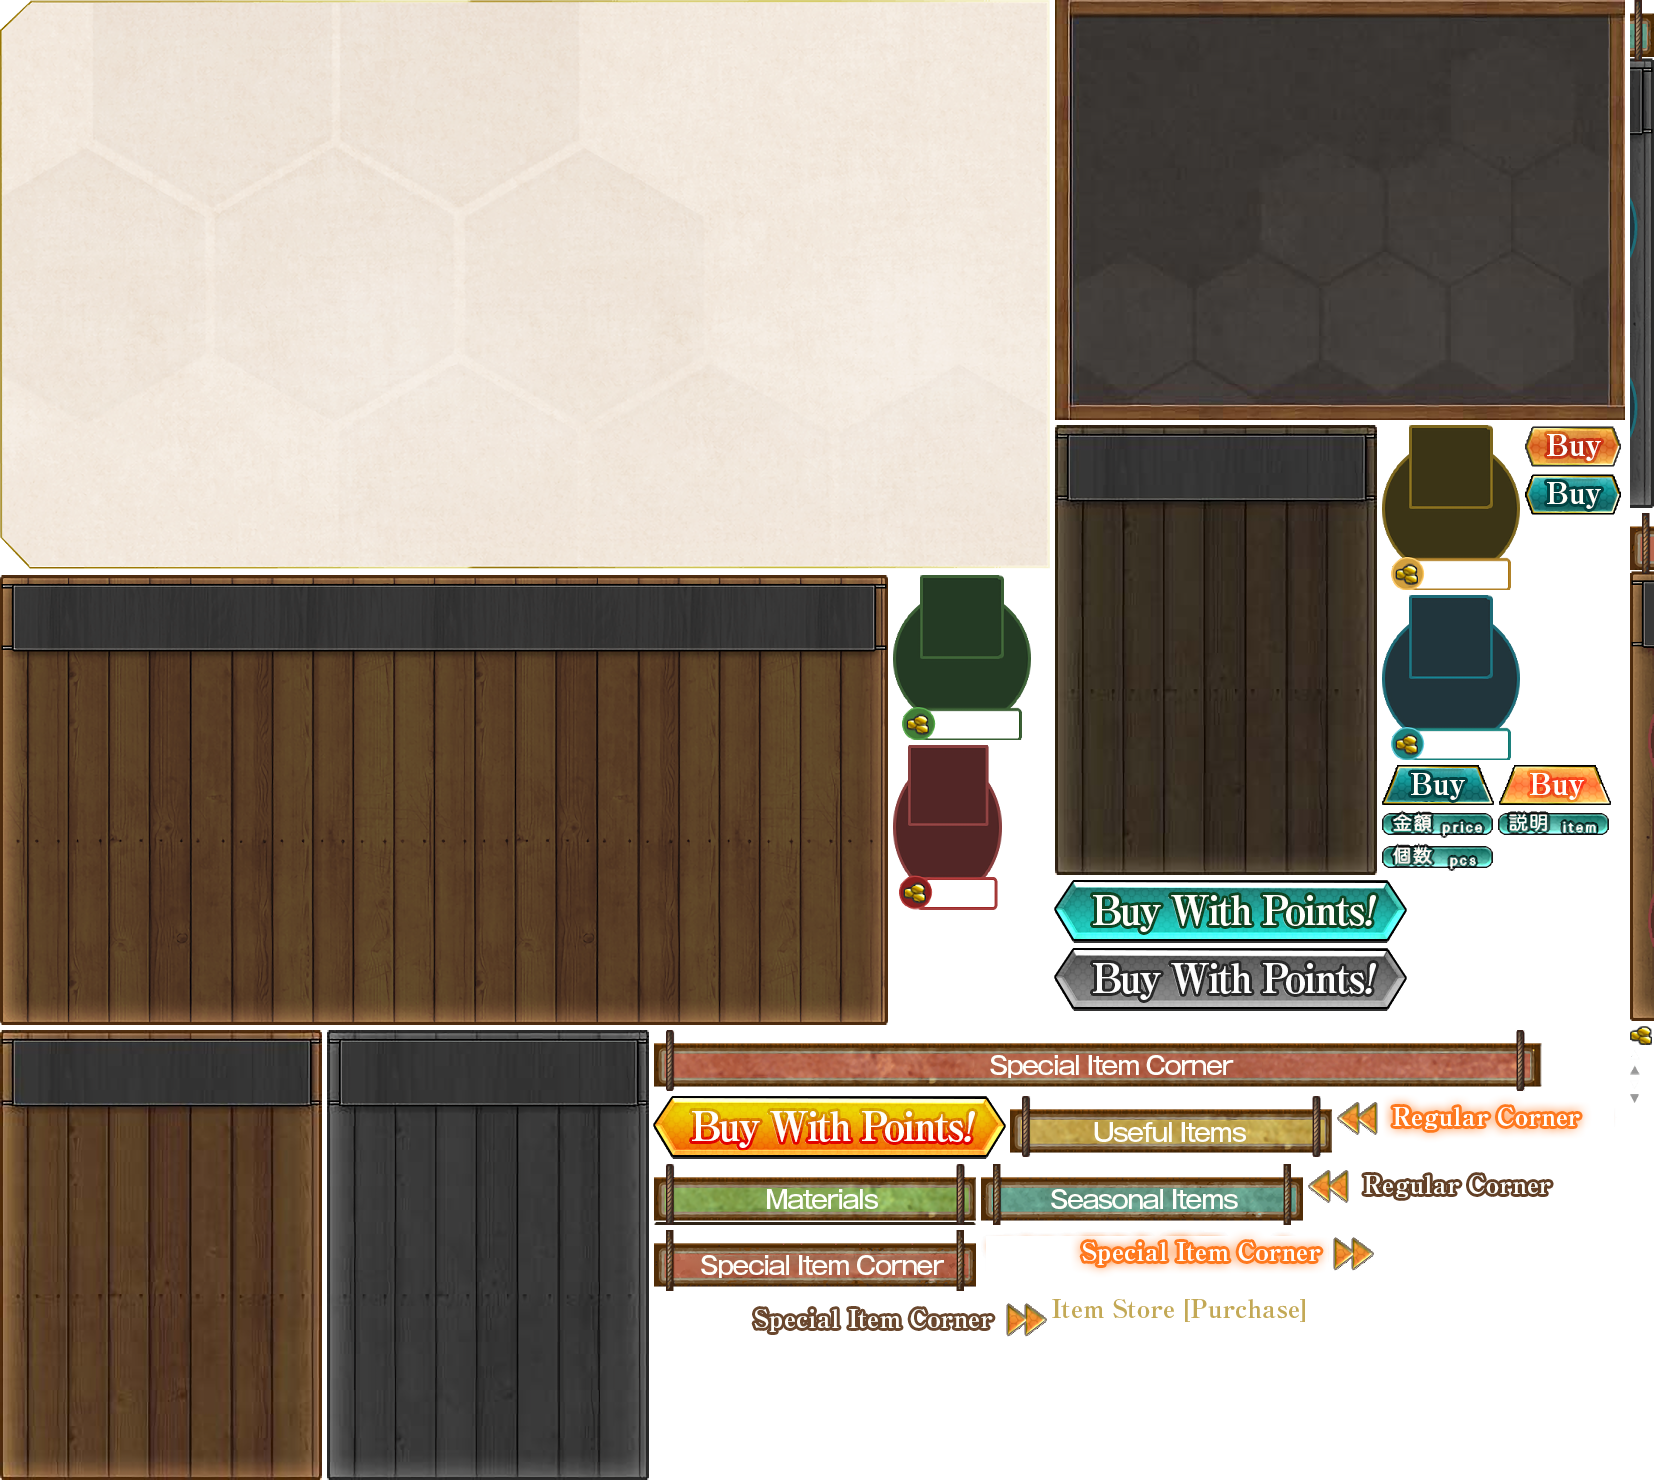 Buy
Buy
Buy
Buy
金額 price
説明 item
個数 pcs
Buy With Points!
Buy With Points!
Special Item Corner
Buy With Points!
Useful Items
Regular Corner
Materials
Seasonal Items
Regular Corner
Special Item Corner
Special Item Corner
Special Item Corner
Item Store [Purchase]